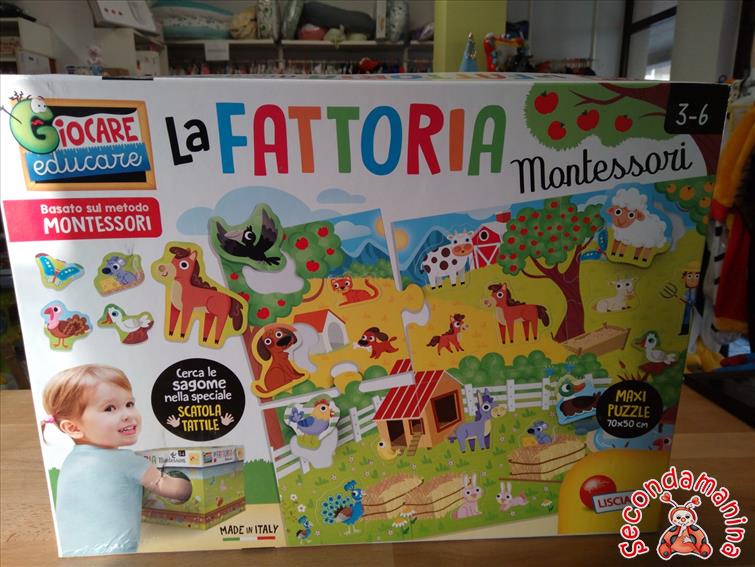 GIOCARE
educare
La FATTORIA
Montessori
3-6
Basato sul metodo
MONTESSORI
Cerca le
sagome
nella speciale
SCATOLA
TATTILE
MAXI
PUZZLE
70x50 CM
MADE IN ITALY
secondamanina